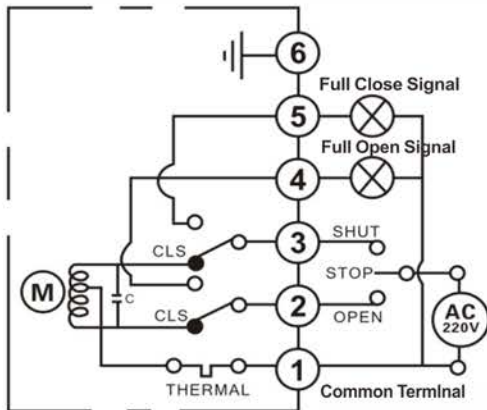 6
Full Close Signal
5
Full Open Signal
4
CLS
3
SHUT
STOP
M
C
CLS
2
OPEN
AC
220V
THERMAL
1
Common Terminal